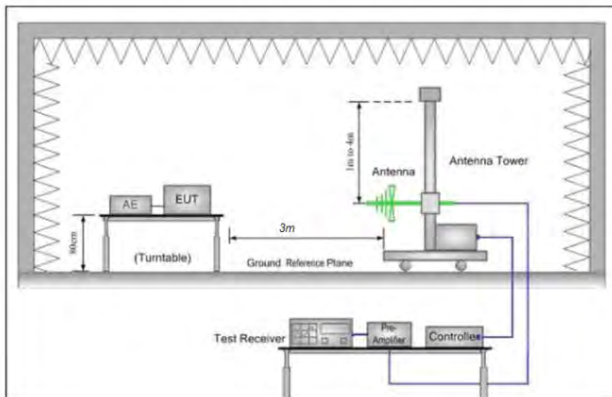 1m to 4m
Antenna
Antenna Tower
AE
EUT
80cm
(Turntable)
3m
Ground Reference Plane
Test Receiver
Pre-
Amplifier
Controller